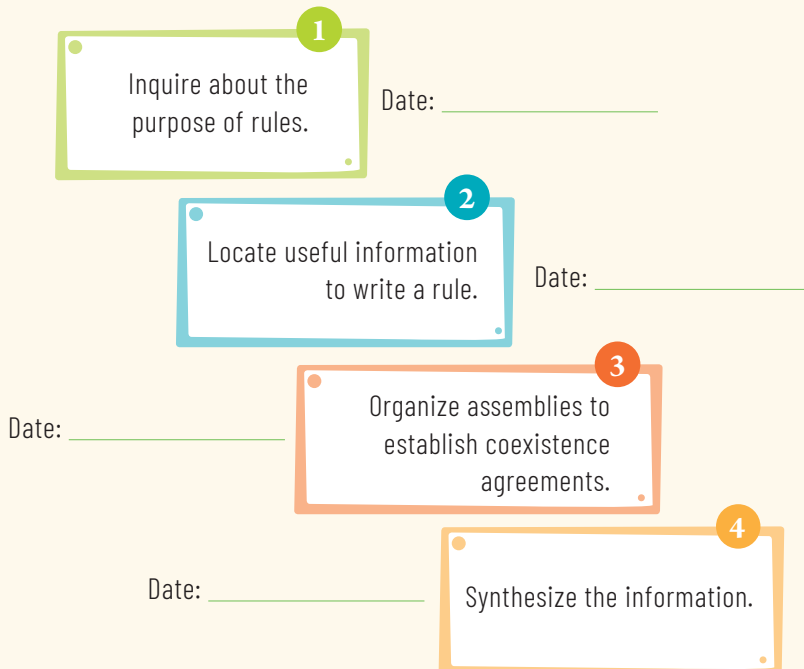 1
Inquire about the
purpose of rules.
Date:
2
Locate useful information
to write a rule.
Date:
3
Organize assemblies to
establish coexistence
agreements.
Date:
4
Synthesize the information.
Date: